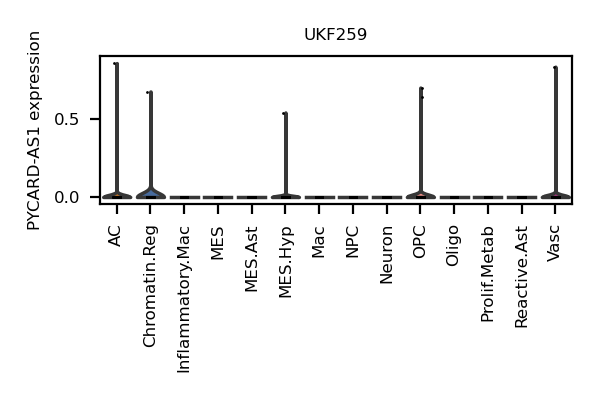 UKF259
PYCARD-AS1 expression
0.5
0.0
AC
Chromatin.Reg
Inflammatory.Mac
MES
MES.Ast
MES.Hyp
Mac
NPC
Neuron
OPC
Oligo
Prolif.Metab
Reactive.Ast
Vasc